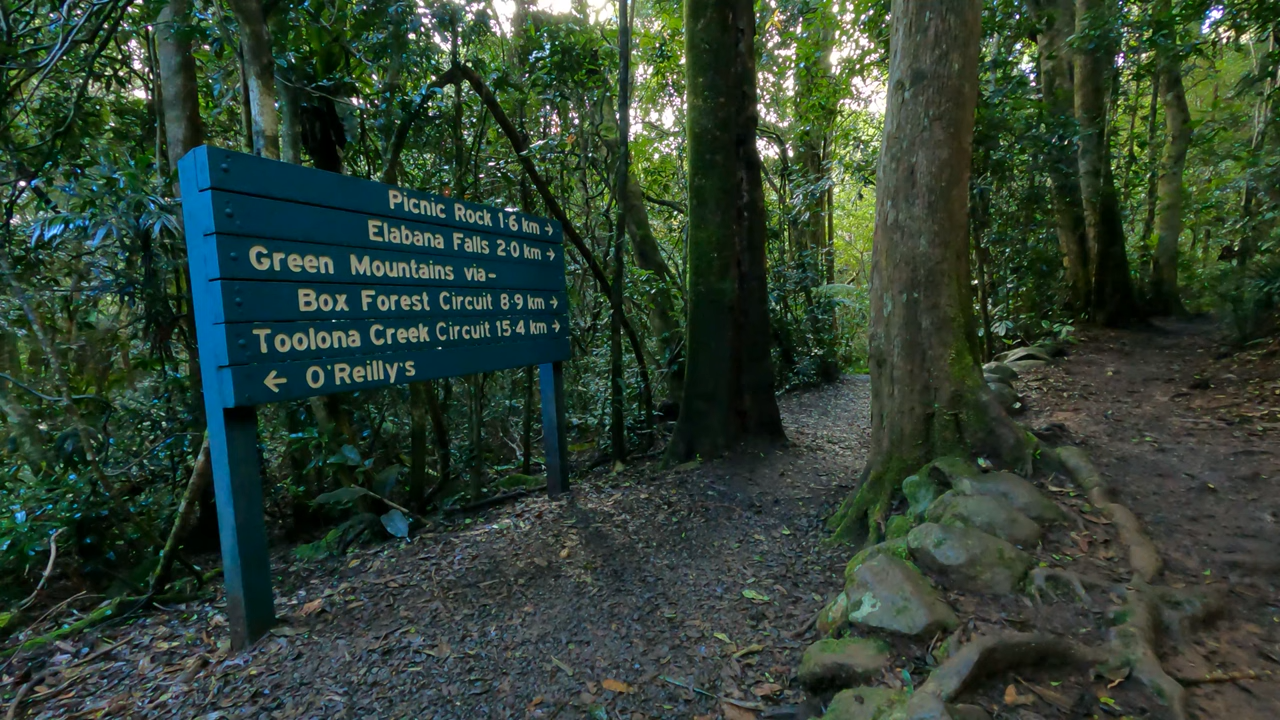 Picnic Rock 1·6 km →
Elabana Falls 2·0 km →
Green Mountains via-
Box Forest Circuit 8·9 km →
Toolona Creek Circuit 15·4 km →
← O'Reilly's